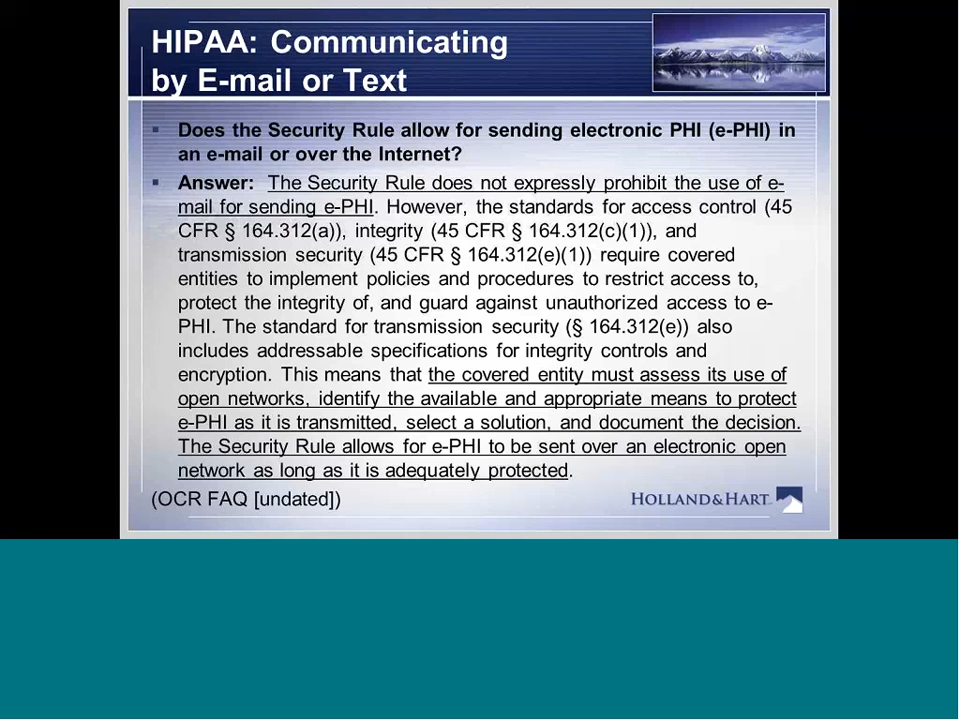 HIPAA: Communicating
by E-mail or Text
▪ Does the Security Rule allow for sending electronic PHI (e-PHI) in
an e-mail or over the Internet?
▪ Answer: The Security Rule does not expressly prohibit the use of e-
mail for sending e-PHI. However, the standards for access control (45
CFR § 164.312(a)), integrity (45 CFR § 164.312(c)(1)), and
transmission security (45 CFR § 164.312(e)(1)) require covered
entities to implement policies and procedures to restrict access to,
protect the integrity of, and guard against unauthorized access to e-
PHI. The standard for transmission security (§ 164.312(e)) also
includes addressable specifications for integrity controls and
encryption. This means that the covered entity must assess its use of
open networks, identify the available and appropriate means to protect
e-PHI as it is transmitted, select a solution, and document the decision.
The Security Rule allows for e-PHI to be sent over an electronic open
network as long as it is adequately protected.
(OCR FAQ [undated])
HOLLAND&HART